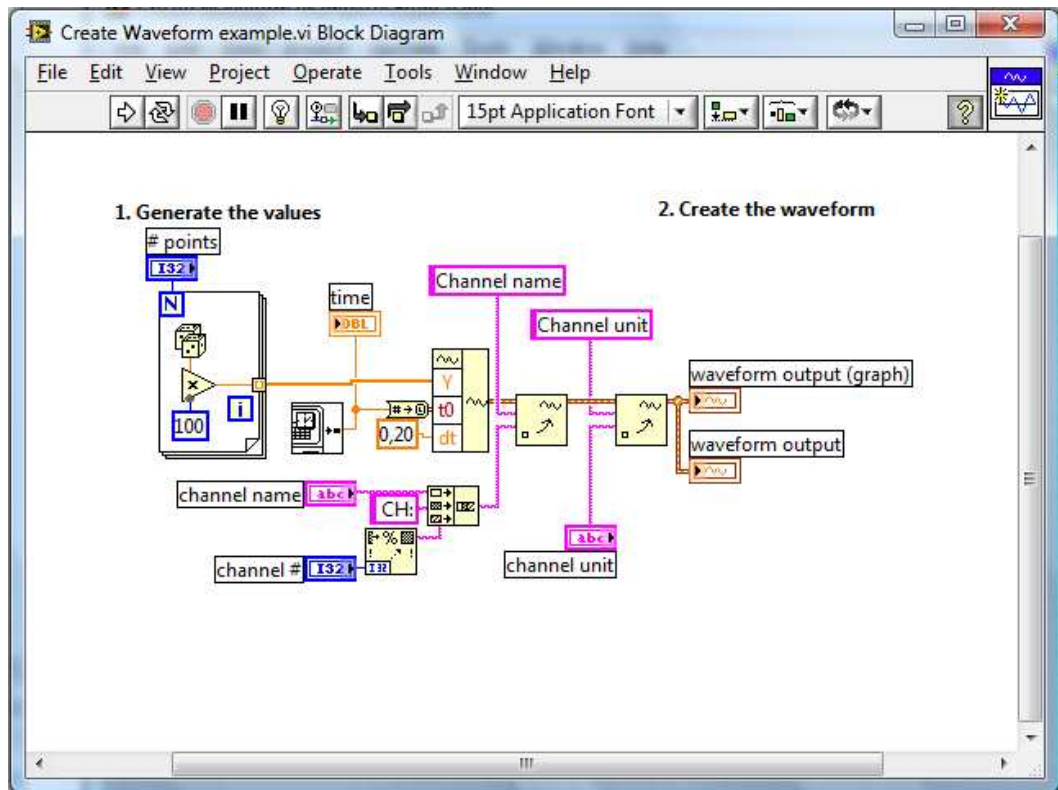 Create Waveform example.vi Block Diagram
File Edit View Project Operate Tools Window Help
15pt Application Font
?
1. Generate the values
2. Create the waveform
# points
I32
N
time
DBL
Channel name
Channel unit
Y
t0
dt
# → 
0,20
×
100
i
waveform output (graph)
waveform output
channel name
abc
CH:
%
I32
channel #
I32
abc
channel unit